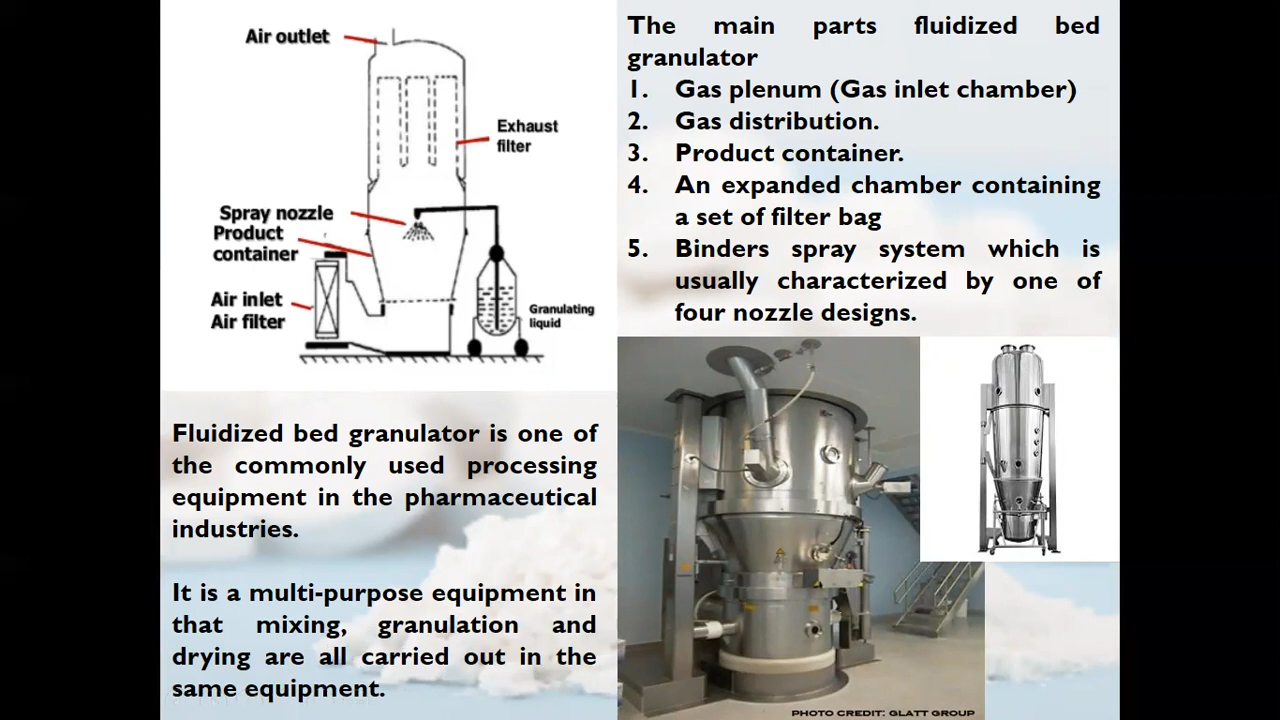 Air outlet
Exhaust
filter
Spray nozzle
Product
container
Air inlet
Air filter
Granulating
liquid
Fluidized bed granulator is one of
the commonly used processing
equipment in the pharmaceutical
industries.
It is a multi-purpose equipment in
that mixing, granulation and
drying are all carried out in the
same equipment.
The main parts fluidized bed
granulator
1. Gas plenum (Gas inlet chamber)
2. Gas distribution.
3. Product container.
4. An expanded chamber containing
a set of filter bag
5. Binders spray system which is
usually characterized by one of
four nozzle designs.
PHOTO CREDIT: GLATT GROUP